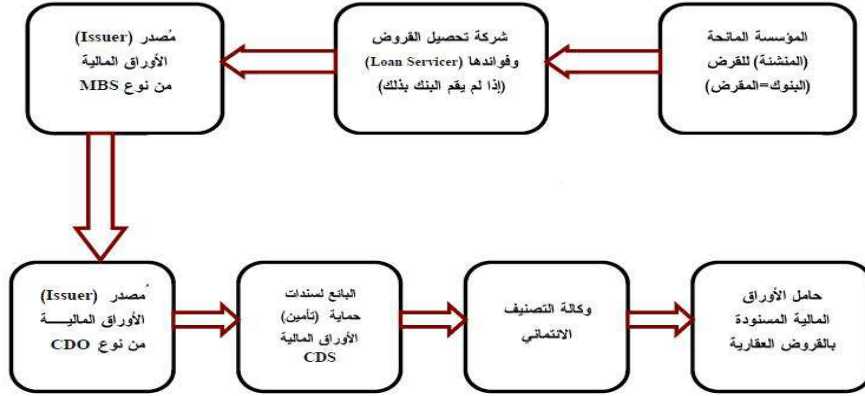 المؤسسة المانحة
(المنشئة) للقرض
(البنوك=المقرض)
شركة تحصيل القروض
وفوائدها (Loan Servicer)
(إذا لم يقم البنك بذلك)
مُصدر (Issuer)
الأوراق المالية
من نوع MBS
ُمصدر (Issuer)
الأوراق الماليـــــة
من نوع CDO
البائع لسندات
حماية (تأمين)
الأوراق المالية
CDS
وكالة التصنيف
الائتماني
حامل الأوراق
المالية المسنودة
بالقروض العقارية